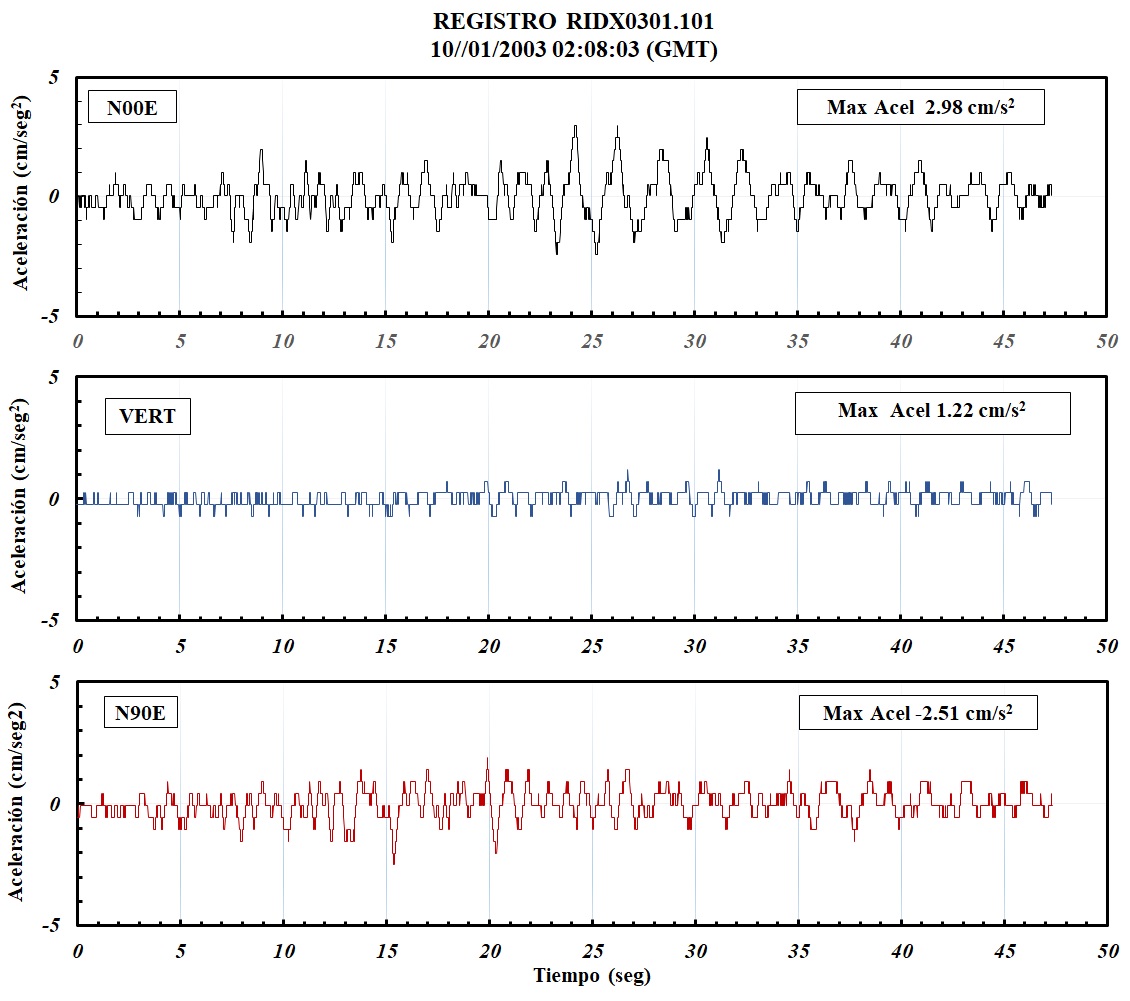 REGISTRO RIDX0301.101
10//01/2003 02:08:03 (GMT)
Aceleración (cm/seg²)
5
0
-5
N00E
Max Acel 2.98 cm/s²
0 5 10 15 20 25 30 35 40 45 50
Aceleración (cm/seg²)
5
0
-5
VERT
Max Acel 1.22 cm/s²
0 5 10 15 20 25 30 35 40 45 50
Aceleración (cm/seg2)
5
0
-5
N90E
Max Acel -2.51 cm/s²
0 5 10 15 20 25 30 35 40 45 50
Tiempo (seg)